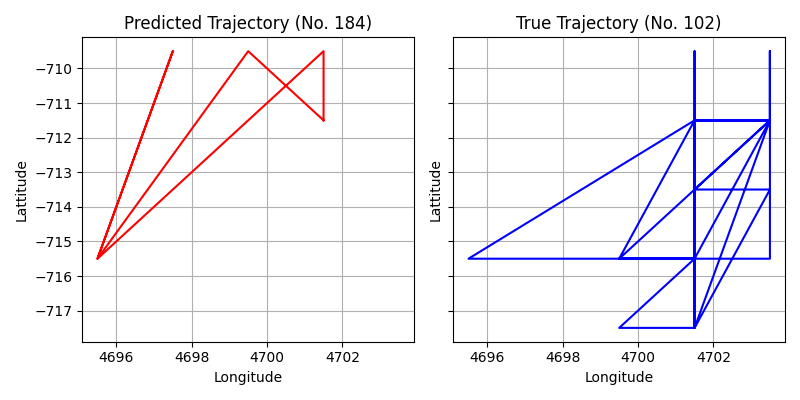 Predicted Trajectory (No. 184)
True Trajectory (No. 102)
Lattitude
−710
−711
−712
−713
−714
−715
−716
−717
4696
4698
4700
4702
Longitude
Lattitude
4696
4698
4700
4702
Longitude